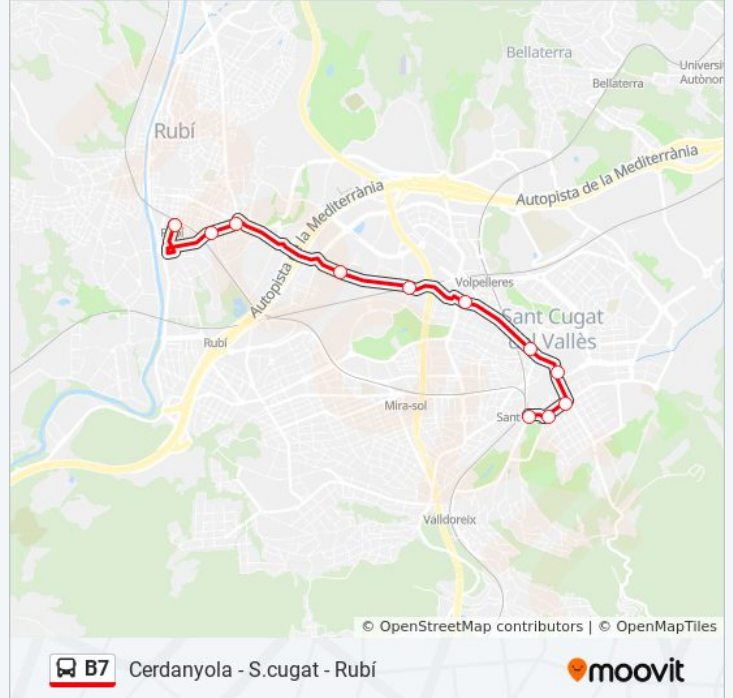 Bellaterra
Universi
Autònor
Bellaterra
Rubí
Autopista de la Mediterrània
Autopista de la Mediterrània
Volpelleres
Sant Cugat
del Vallès
Rubí
Mira-sol
Sant
Valldoreix
© OpenStreetMap contributors | © OpenMapTiles
B7 Cerdanyola - S.cugat - Rubí
moovit